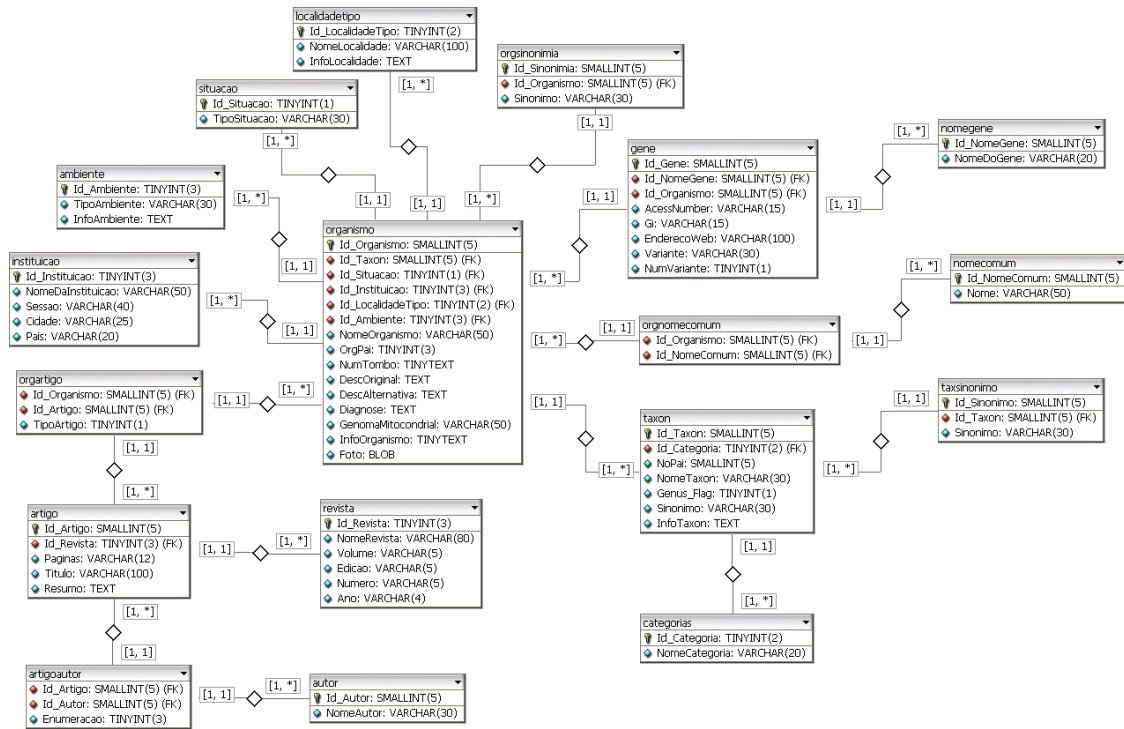 localidadetipo
Id_LocalidadeTipo: TINYINT(2)
NomeLocalidade: VARCHAR(100)
InfoLocalidade: TEXT
[1, *]
[1, 1]
orgsinonimia
Id_Sinonimia: SMALLINT(5)
Id_Organismo: SMALLINT(5) (FK)
Sinonimo: VARCHAR(30)
[1, 1]
[1, *]
situacao
Id_Situacao: TINYINT(1)
TipoSituacao: VARCHAR(30)
[1, *]
[1, 1]
gene
Id_Gene: SMALLINT(5)
Id_NomeGene: SMALLINT(5) (FK)
Id_Organismo: SMALLINT(5) (FK)
AcessNumber: VARCHAR(15)
Gi: VARCHAR(15)
EnderecoWeb: VARCHAR(100)
Variante: VARCHAR(30)
NumVariante: TINYINT(1)
[1, 1]
[1, *]
nomegene
Id_NomeGene: SMALLINT(5)
NomeDoGene: VARCHAR(20)
[1, *]
[1, 1]
ambiente
Id_Ambiente: TINYINT(3)
TipoAmbiente: VARCHAR(30)
InfoAmbiente: TEXT
[1, *]
[1, 1]
organismo
Id_Organismo: SMALLINT(5)
Id_Taxon: SMALLINT(5) (FK)
Id_Situacao: TINYINT(1) (FK)
Id_Instituicao: TINYINT(3) (FK)
Id_LocalidadeTipo: TINYINT(2) (FK)
Id_Ambiente: TINYINT(3) (FK)
NomeOrganismo: VARCHAR(50)
OrgPai: TINYINT(3)
NumTombo: TINYTEXT
DescOriginal: TEXT
DescAlternativa: TEXT
Diagnose: TEXT
GenomaMitocondrial: VARCHAR(50)
InfoOrganismo: TINYTEXT
Foto: BLOB
instituicao
Id_Instituicao: TINYINT(3)
NomeDaInstituicao: VARCHAR(50)
Sessao: VARCHAR(40)
Cidade: VARCHAR(25)
Pais: VARCHAR(20)
[1, *]
[1, 1]
nomecomum
Id_NomeComum: SMALLINT(5)
Nome: VARCHAR(50)
[1, *]
[1, 1]
orgnomecomum
Id_Organismo: SMALLINT(5) (FK)
Id_NomeComum: SMALLINT(5) (FK)
[1, 1]
[1, *]
orgartigo
Id_Organismo: SMALLINT(5) (FK)
Id_Artigo: SMALLINT(5) (FK)
TipoArtigo: TINYINT(1)
[1, 1]
[1, *]
[1, 1]
[1, *]
taxon
Id_Taxon: SMALLINT(5)
Id_Categoria: TINYINT(2) (FK)
NoPai: SMALLINT(5)
NomeTaxon: VARCHAR(30)
Genus_Flag: TINYINT(1)
Sinonimo: VARCHAR(30)
InfoTaxon: TEXT
[1, 1]
[1, *]
taxsinonimo
Id_Sinonimo: SMALLINT(5)
Id_Taxon: SMALLINT(5) (FK)
Sinonimo: VARCHAR(30)
[1, 1]
[1, *]
artigo
Id_Artigo: SMALLINT(5)
Id_Revista: TINYINT(3) (FK)
Paginas: VARCHAR(12)
Titulo: VARCHAR(100)
Resumo: TEXT
[1, 1]
[1, *]
revista
Id_Revista: TINYINT(3)
NomeRevista: VARCHAR(80)
Volume: VARCHAR(5)
Edicao: VARCHAR(5)
Numero: VARCHAR(5)
Ano: VARCHAR(4)
[1, 1]
[1, *]
categorias
Id_Categoria: TINYINT(2)
NomeCategoria: VARCHAR(20)
[1, *]
[1, 1]
artigoautor
Id_Artigo: SMALLINT(5) (FK)
Id_Autor: SMALLINT(5) (FK)
Enumeracao: TINYINT(3)
[1, 1]
[1, *]
autor
Id_Autor: SMALLINT(5)
NomeAutor: VARCHAR(30)